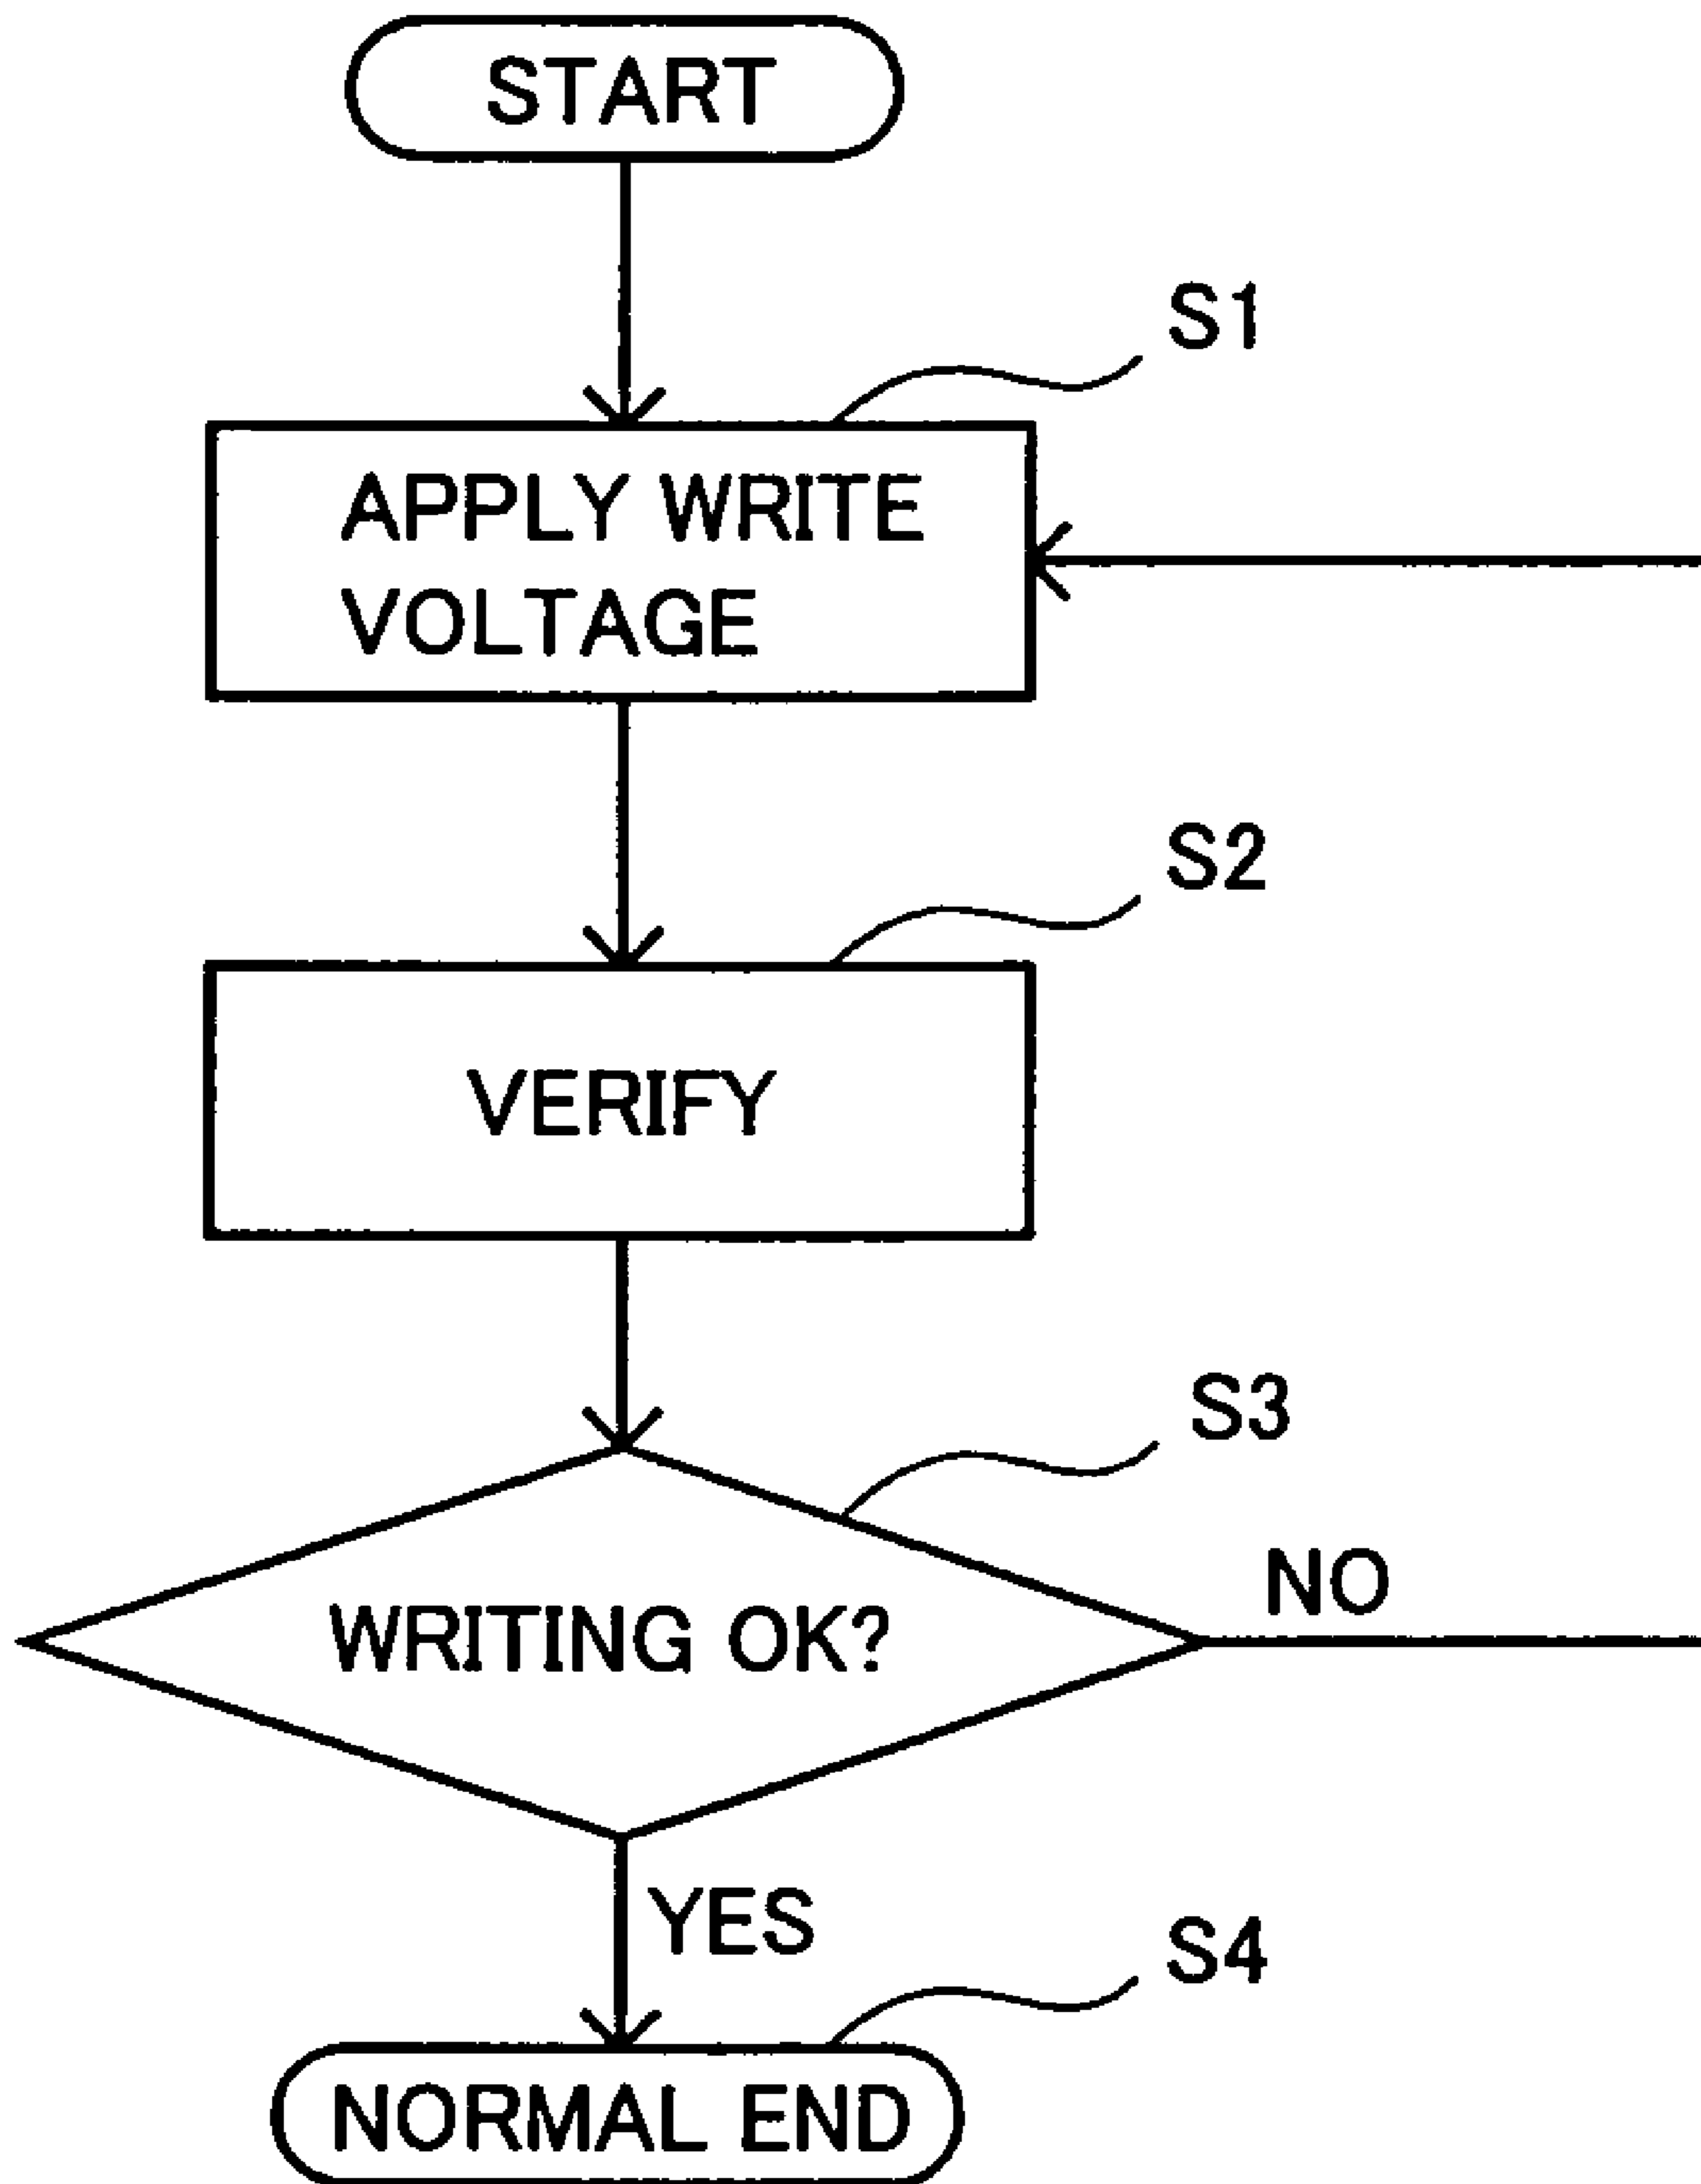 START
S1
APPLY WRITE
VOLTAGE
S2
VERIFY
S3
NO
WRITING OK?
YES
S4
NORMAL END